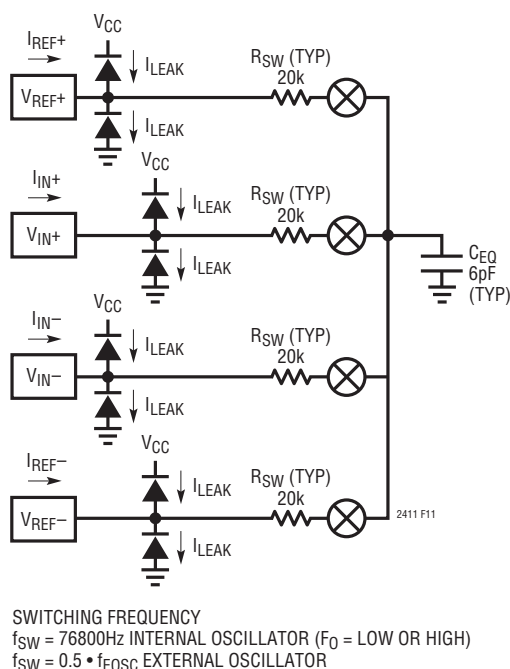 VCC
IREF+
ILEAK
RSW (TYP)
20k
VREF+
ILEAK
VCC
IIN+
ILEAK
RSW (TYP)
20k
VIN+
ILEAK
CEQ
6pF
(TYP)
VCC
IIN−
ILEAK
RSW (TYP)
20k
VIN−
ILEAK
VCC
IREF−
ILEAK
RSW (TYP)
20k
VREF−
2411 F11
ILEAK
SWITCHING FREQUENCY
fSW = 76800Hz INTERNAL OSCILLATOR (FO = LOW OR HIGH)
fSW = 0.5 • fEOSC EXTERNAL OSCILLATOR